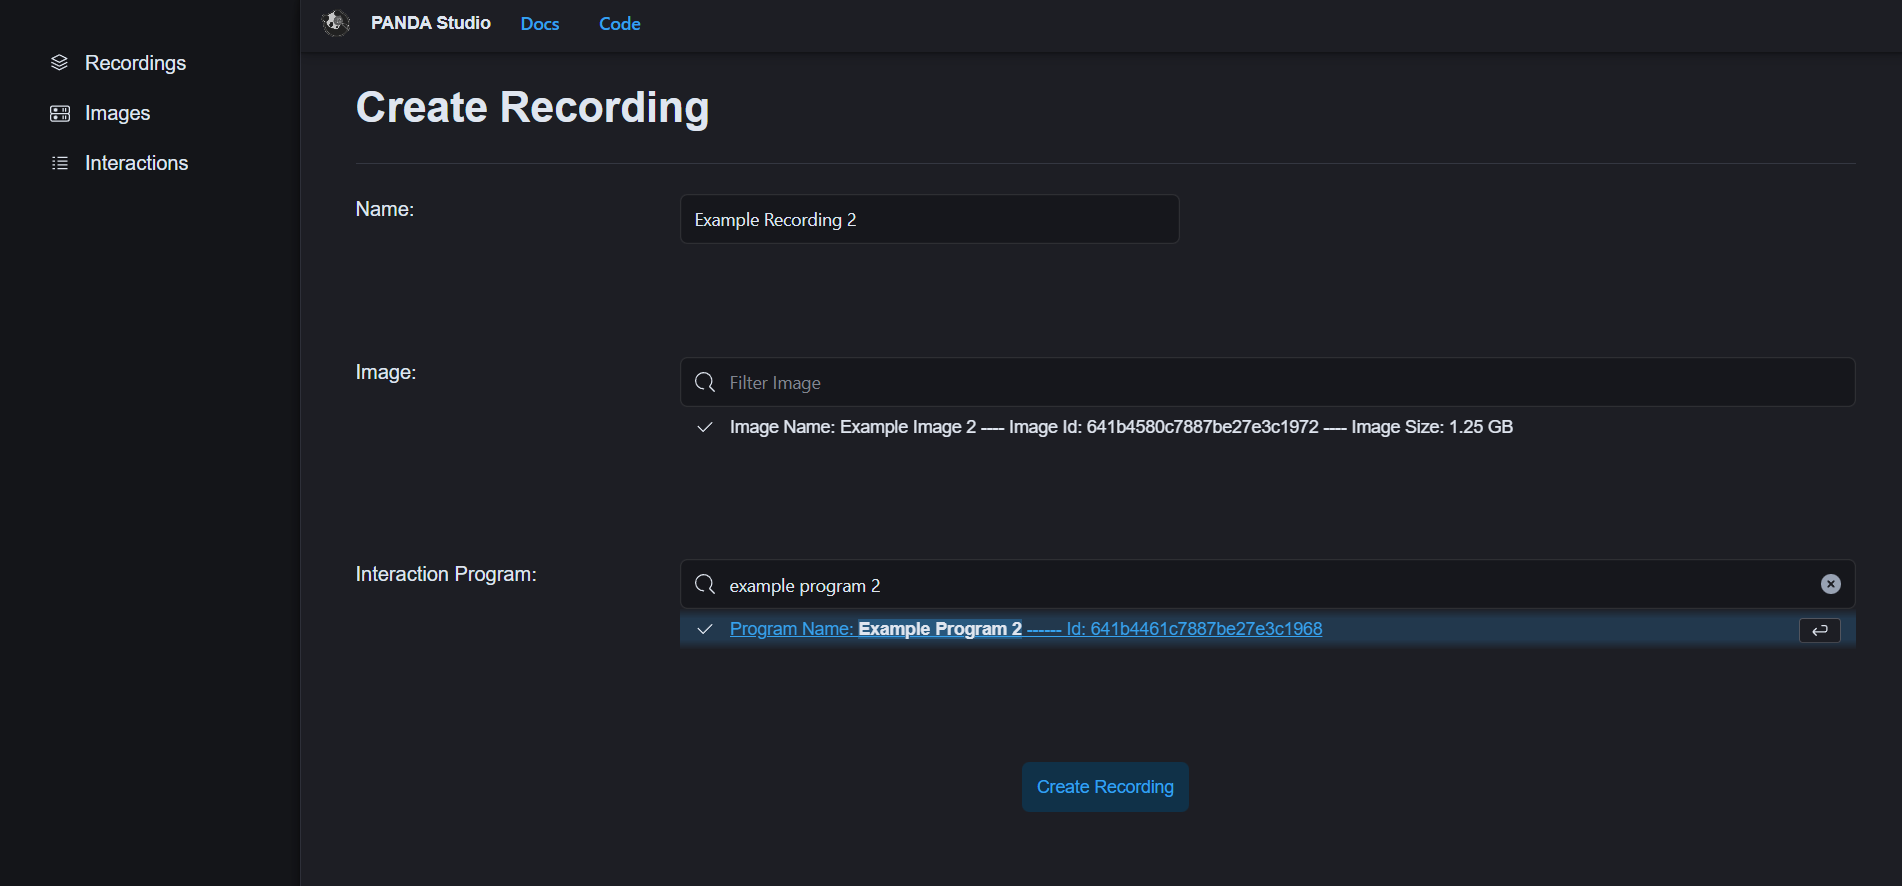 PANDA Studio Docs Code
Recordings
Images
Interactions
Create Recording
Name:
Example Recording 2
Image:
Filter Image
Image Name: Example Image 2 ---- Image Id: 641b4580c7887be27e3c1972 ---- Image Size: 1.25 GB
Interaction Program:
example program 2
Program Name: Example Program 2 ------ Id: 641b4461c7887be27e3c1968
Create Recording